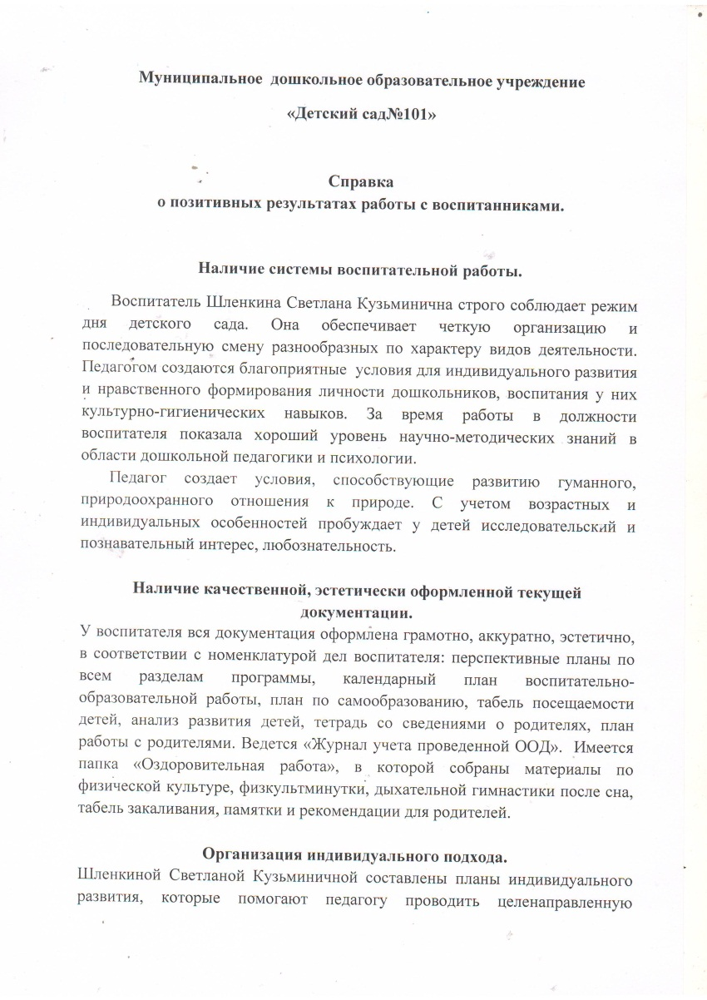 Муниципальное дошкольное образовательное учреждение
«Детский сад№101»
Справка
о позитивных результатах работы с воспитанниками.
Наличие системы воспитательной работы.
Воспитатель Шленкина Светлана Кузьминична строго соблюдает режим
дня детского сада. Она обеспечивает четкую организацию и
последовательную смену разнообразных по характеру видов деятельности.
Педагогом создаются благоприятные условия для индивидуального развития
и нравственного формирования личности дошкольников, воспитания у них
культурно-гигиенических навыков. За время работы в должности
воспитателя показала хороший уровень научно-методических знаний в
области дошкольной педагогики и психологии.
Педагог создает условия, способствующие развитию гуманного,
природоохранного отношения к природе. С учетом возрастных и
индивидуальных особенностей пробуждает у детей исследовательский и
познавательный интерес, любознательность.
Наличие качественной, эстетически оформленной текущей
документации.
У воспитателя вся документация оформлена грамотно, аккуратно, эстетично,
в соответствии с номенклатурой дел воспитателя: перспективные планы по
всем разделам программы, календарный план воспитательно-
образовательной работы, план по самообразованию, табель посещаемости
детей, анализ развития детей, тетрадь со сведениями о родителях, план
работы с родителями. Ведется «Журнал учета проведенной ООД». Имеется
папка «Оздоровительная работа», в которой собраны материалы по
физической культуре, физкультминутки, дыхательной гимнастики после сна,
табель закаливания, памятки и рекомендации для родителей.
Организация индивидуального подхода.
Шленкиной Светланой Кузьминичной составлены планы индивидуального
развития, которые помогают педагогу проводить целенаправленную